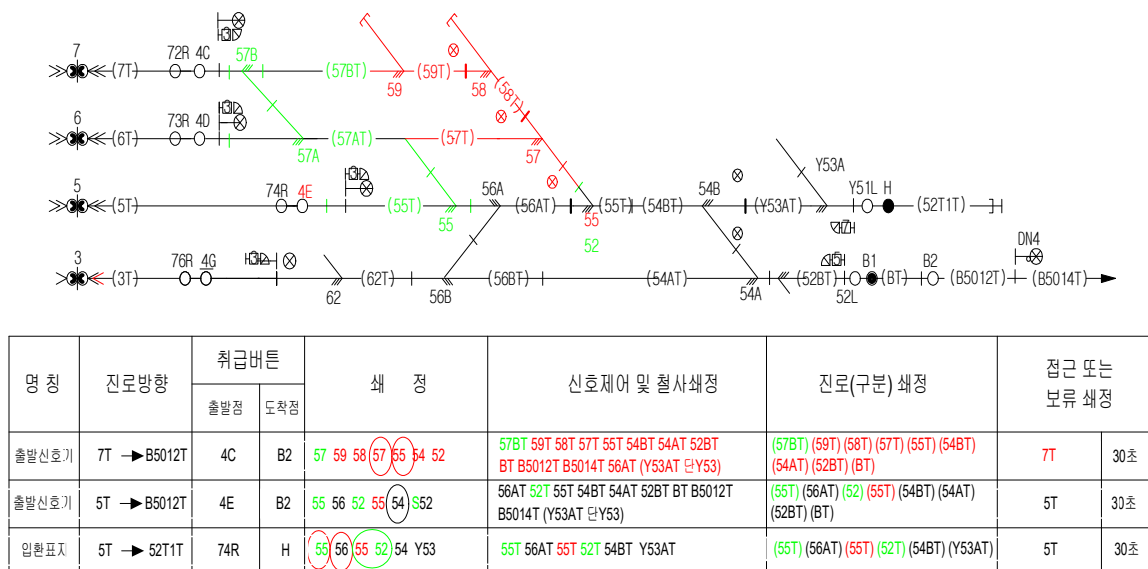 7 72R 4C 57B
(7T) (57BT) 59 (59T) 58 (58T)
6 73R 4D
(6T) 57A (57AT) (57T) 57
5 74R 4E 56A 54B Y53A Y51L H
(5T) (55T) 55 (56AT) 55 (55T) (54BT) (Y53AT) (52T1T)
52
3 76R 4G B1 B2 DN4
(3T) 62 (62T) 56B (56BT) (54AT) 54A (52BT) 52L (BT) (B5012T) (B5014T)
명 칭 진로방향 취급버튼 쇄 정 신호제어 및 철사쇄정 진로(구분) 쇄정 접근 또는
보류 쇄정
출발점 도착점
출발신호기 7T → B5012T 4C B2 57 59 58 57 55 54 52 57BT 59T 58T 57T 55T 54BT 54AT 52BT
BT B5012T B5014T 56AT (Y53AT 단Y53)
(57BT) (59T) (58T) (57T) (55T) (54BT)
(54AT) (52BT) (BT)
7T 30초
출발신호기 5T → B5012T 4E B2 55 56 52 55 54 S52 56AT 52T 55T 54BT 54AT 52BT BT B5012T
B5014T (Y53AT 단Y53)
(55T) (56AT) (52) (55T) (54BT) (54AT)
(52BT) (BT)
5T 30초
입환표지 5T → 52T1T 74R H 55 56 55 52 54 Y53 55T 56AT 55T 52T 54BT Y53AT (55T) (56AT) (55T) (52T) (54BT) (Y53AT) 5T 30초